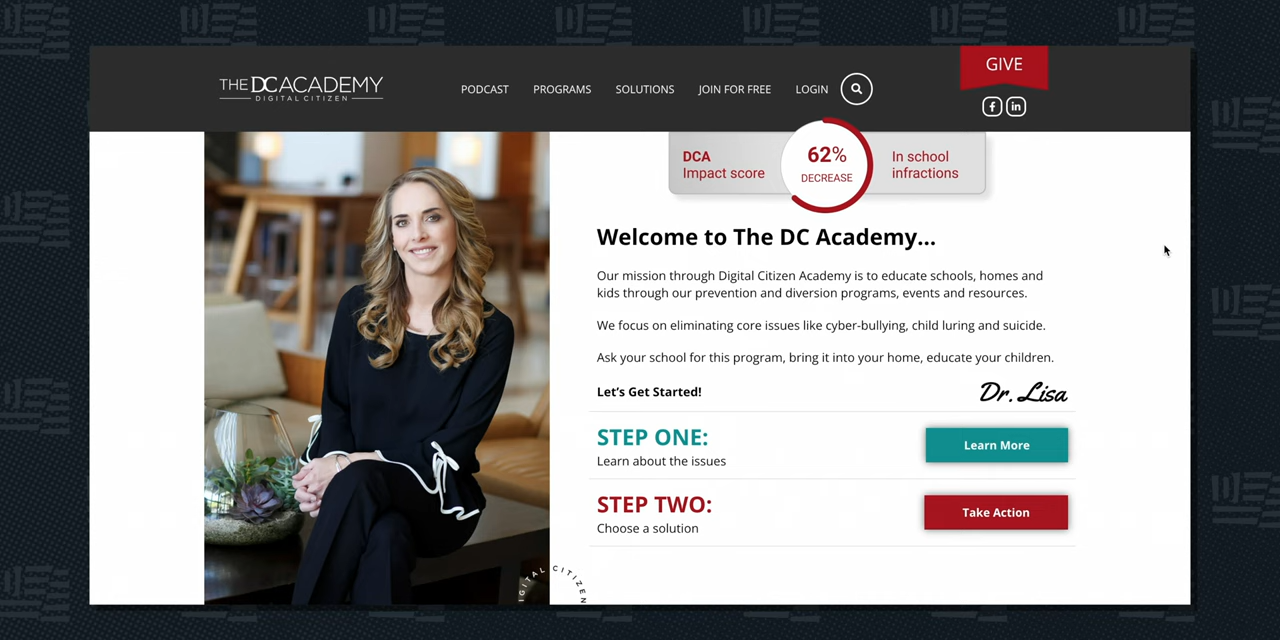 THE DC ACADEMY
DIGITAL CITIZEN
PODCAST
PROGRAMS
SOLUTIONS
JOIN FOR FREE
LOGIN
GIVE
f
in
DCA
Impact score
62%
DECREASE
In school
infractions
Welcome to The DC Academy...
Our mission through Digital Citizen Academy is to educate schools, homes and
kids through our prevention and diversion programs, events and resources.
We focus on eliminating core issues like cyber-bullying, child luring and suicide.
Ask your school for this program, bring it into your home, educate your children.
Let's Get Started!
Dr. Lisa
STEP ONE:
Learn about the issues
Learn More
STEP TWO:
Choose a solution
Take Action
IGITAL CITIZEN